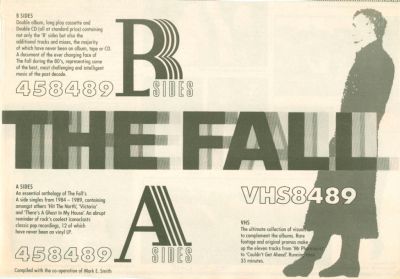 B SIDES
Double album, long play cassette and
Double CD (all at standard price) containing
not only the 'B' sides but also the
additional tracks and mixes, the majority
of which have never been on album, tape or CD.
A document of the ever changing face of
The Fall during the 80's, representing some
of the best, most challenging and intelligent
music of the past decade.
458489
B
SIDES
THE FALL
A SIDES
An essential anthology of The Fall's
A side singles from 1984 – 1989, containing
amongst others 'Hit The North', 'Victoria'
and 'There's A Ghost In My House'. An abrupt
reminder of rock's coolest iconoclasts
classic pop recordings, 12 of which
have never been on vinyl LP.
458489
A
SIDES
VHS8489
VHS
The ultimate collection of visuals
to complement the albums. Rare
footage and original promos make
up the eleven tracks from 'Mr Pharmacist'
to 'Couldn't Get Ahead'. Running time
35 minutes.
Compiled with the co-operation of Mark E. Smith